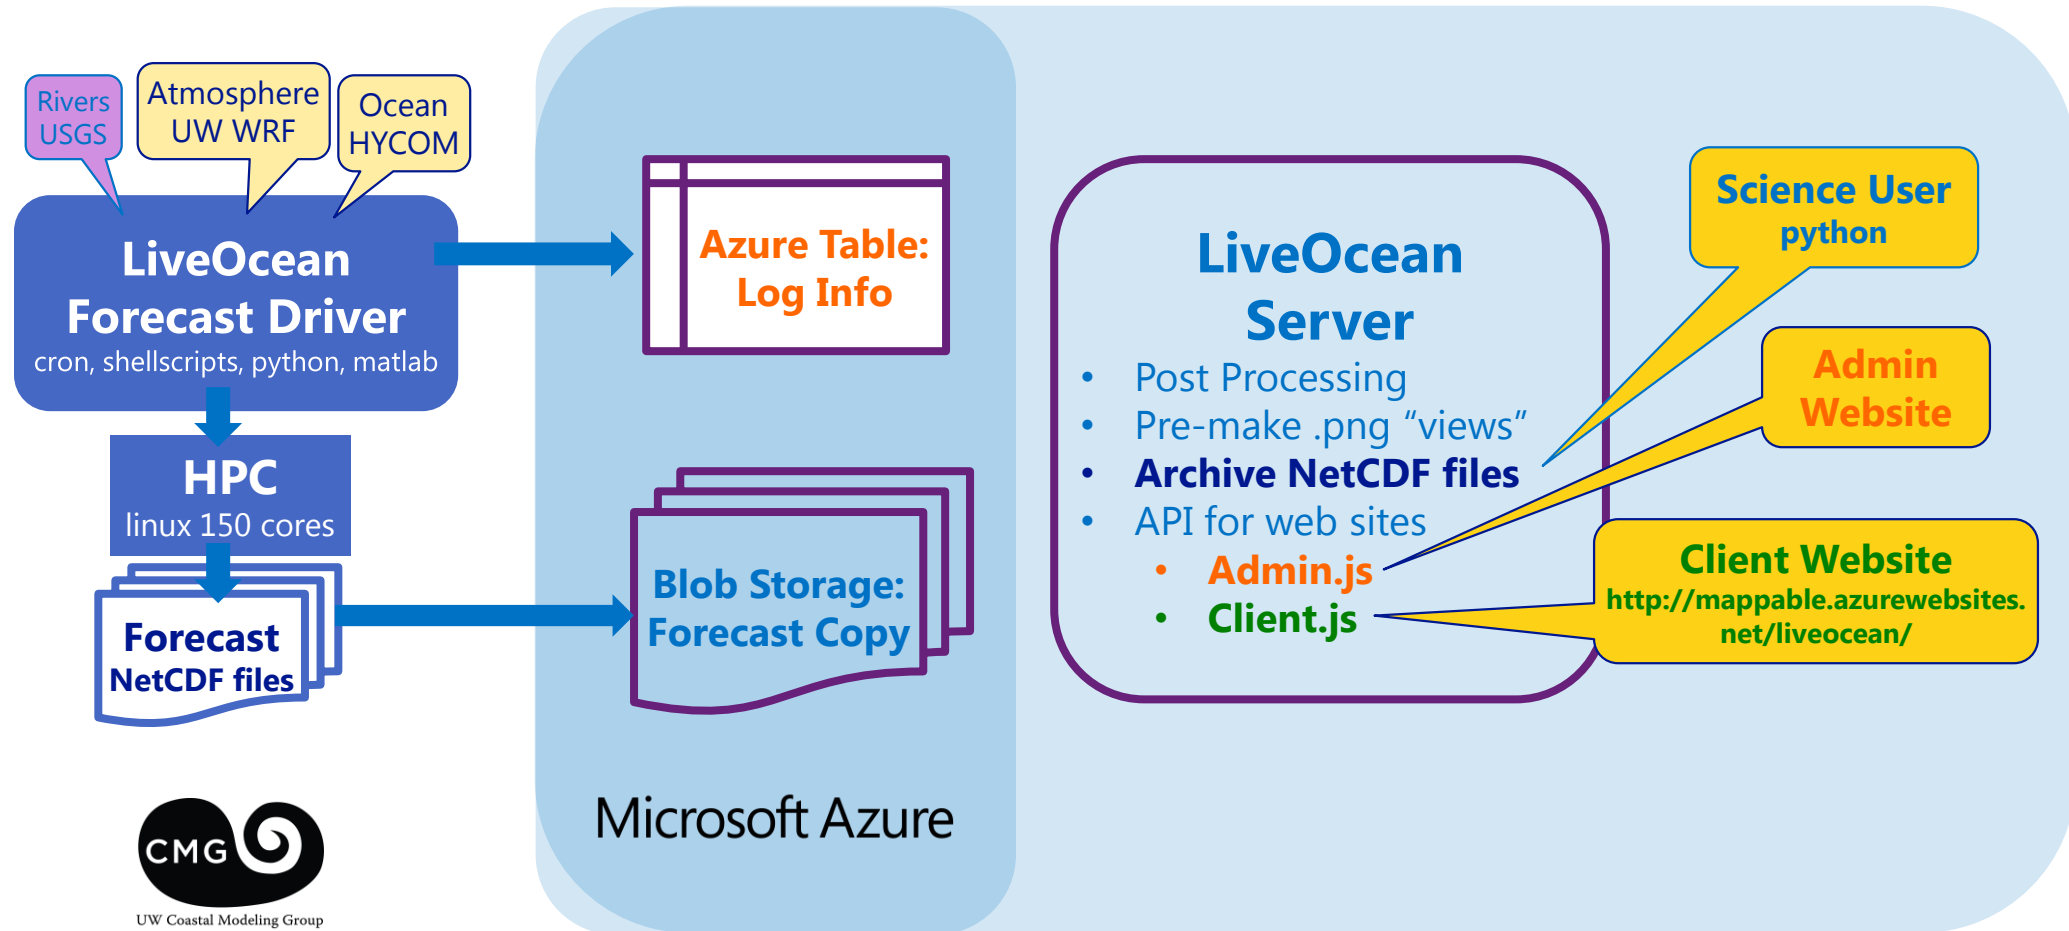 Rivers
USGS
Atmosphere
UW WRF
Ocean
HYCOM
LiveOcean
Forecast Driver
cron, shellscripts, python, matlab
HPC
linux 150 cores
Forecast
NetCDF files
CMG
UW Coastal Modeling Group
Azure Table:
Log Info
Blob Storage:
Forecast Copy
Microsoft Azure
LiveOcean
Server
• Post Processing
• Pre-make .png “views”
• Archive NetCDF files
• API for web sites
• Admin.js
• Client.js
Science User
python
Admin
Website
Client Website
http://mappable.azurewebsites.
net/liveocean/